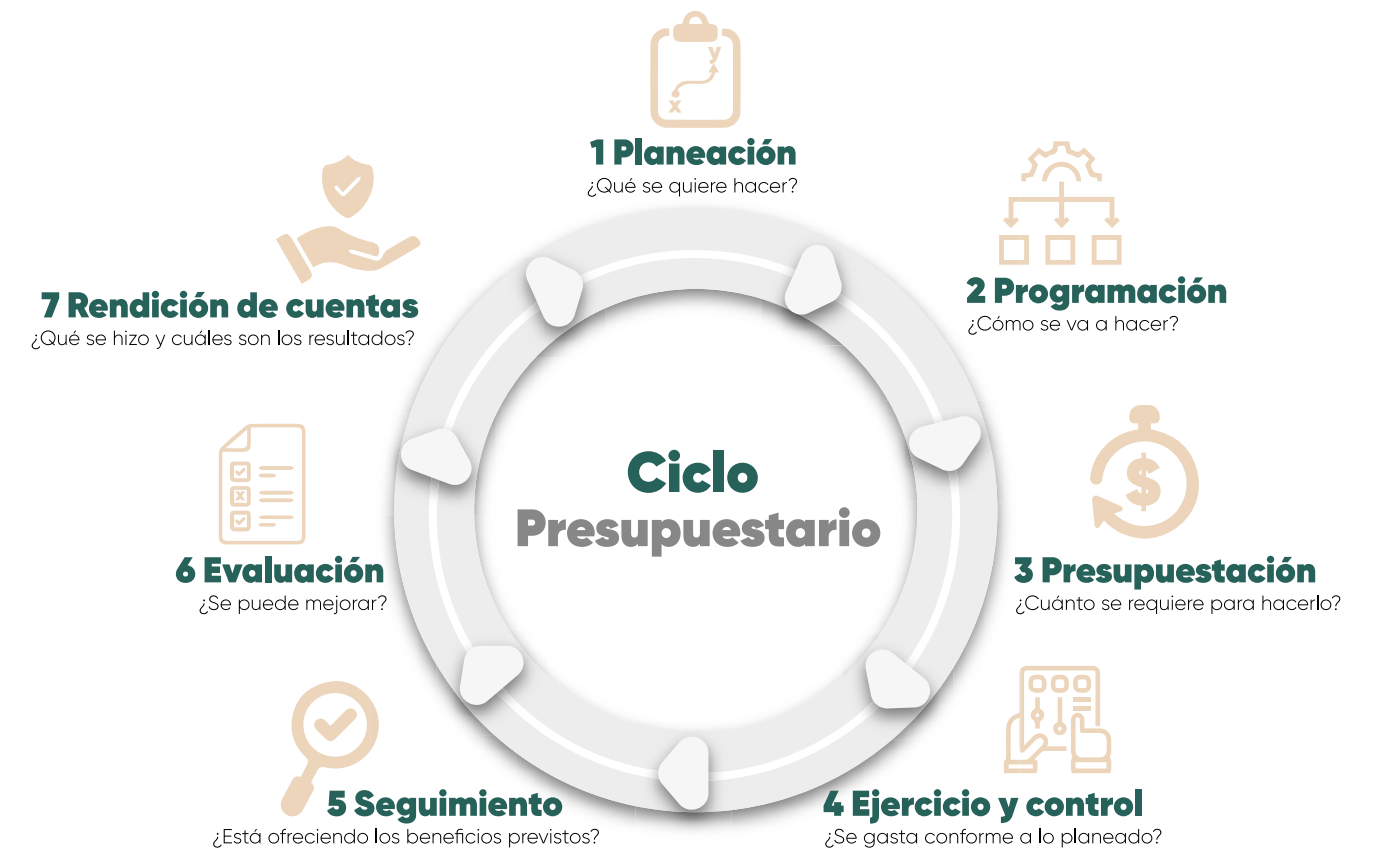 y
x
1 Planeación
¿Qué se quiere hacer?
2 Programación
¿Cómo se va a hacer?
$
3 Presupuestación
¿Cuánto se requiere para hacerlo?
4 Ejercicio y control
¿Se gasta conforme a lo planeado?
5 Seguimiento
¿Está ofreciendo los beneficios previstos?
6 Evaluación
¿Se puede mejorar?
7 Rendición de cuentas
¿Qué se hizo y cuáles son los resultados?
Ciclo
Presupuestario